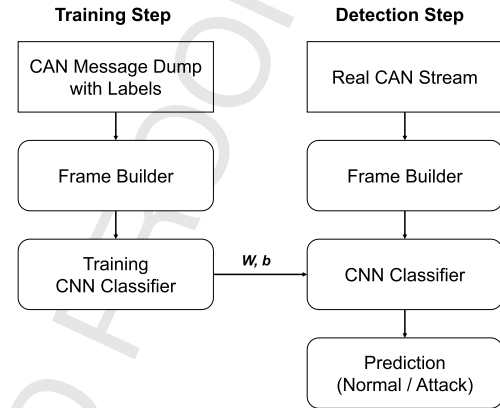 Training Step
CAN Message Dump
with Labels
Frame Builder
Training
CNN Classifier
W, b
Detection Step
Real CAN Stream
Frame Builder
CNN Classifier
Prediction
(Normal / Attack)